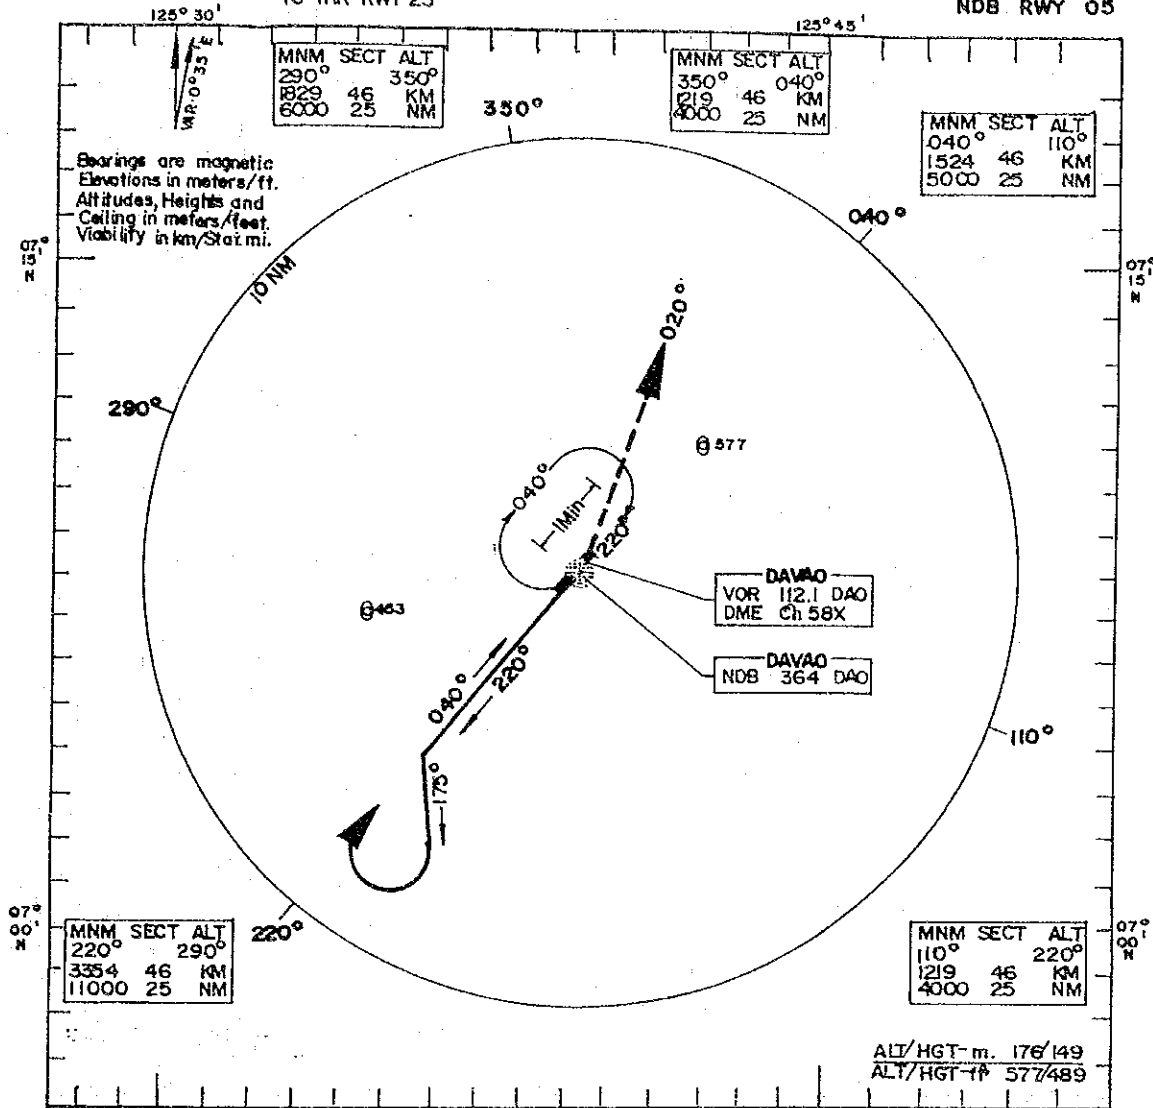 125° 30'
125° 45'
NDB RWY 05
VAR. 0° 35' E
MNM SECT ALT
290° 350°
1829 46 KM
6000 25 NM
MNM SECT ALT
350° 040°
1219 46 KM
4000 25 NM
MNM SECT ALT
040° 110°
1524 46 KM
5000 25 NM
350°
Bearings are magnetic
Elevations in meters/ft.
Altitudes, Heights and
Ceiling in meters/feet.
Viability in km/Stat. mi.
040°
07° 15' N
07° 15' N
10 NM
020°
290°
577
040°
1Min
220°
DAVAO
VOR 112.1 DAO
DME Ch 58X
463
DAVAO
NDB 364 DAO
040°
220°
110°
175°
07° 00' N
07° 00' N
220°
MNM SECT ALT
220° 290°
3354 46 KM
11000 25 NM
MNM SECT ALT
110° 220°
1219 46 KM
4000 25 NM
ALT/HGT-m. 176/149
ALT/HGT-ft 577/489